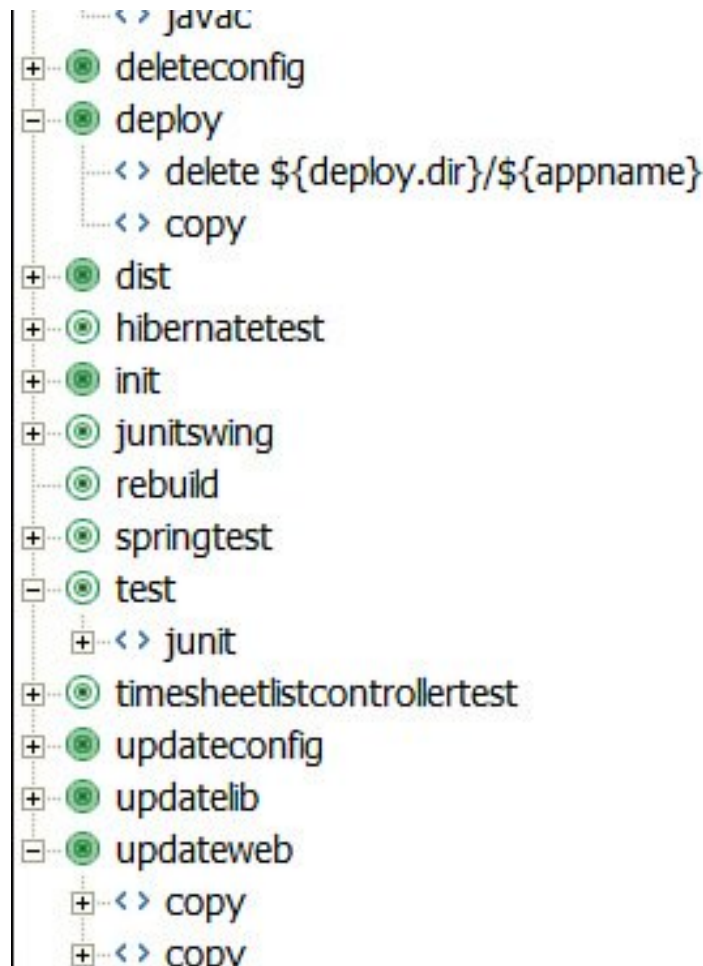 javac
deleteconfig
deploy
delete ${deploy.dir}/${appname}
copy
dist
hibernatetest
init
junitswing
rebuild
springtest
test
junit
timesheetlistcontrollertest
updateconfig
updatelib
updateweb
copy
copy